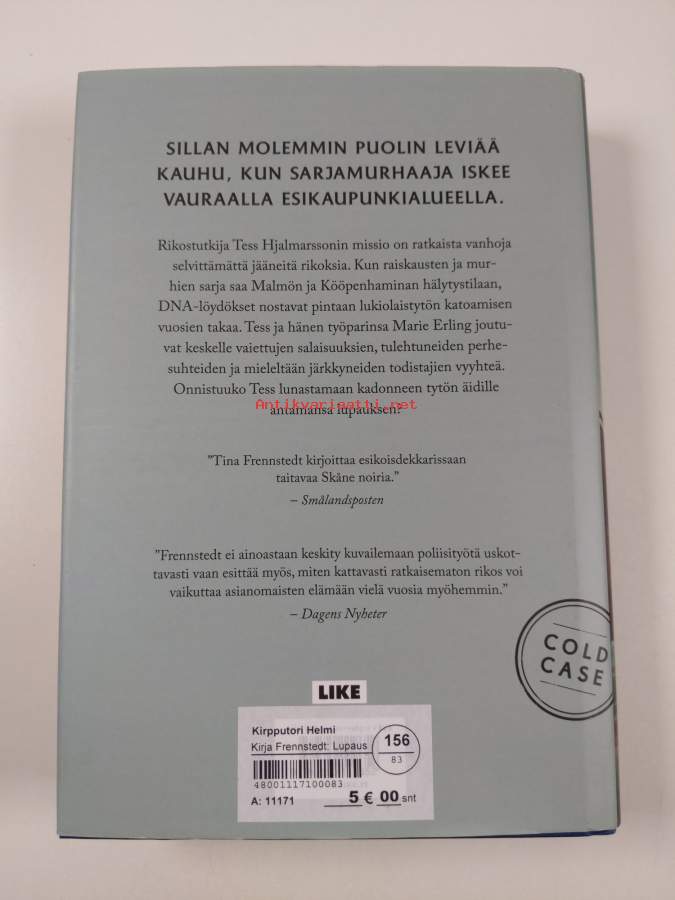 SILLAN MOLEMMIN PUOLIN LEVIÄÄ
KAUHU, KUN SARJAMURHAAJA ISKEE
VAURAALLA ESIKAUPUNKIALUEELLA.
Rikostutkija Tess Hjalmarssonin missio on ratkaista vanhoja
selvittämättä jääneitä rikoksia. Kun raiskausten ja mur-
hien sarja saa Malmön ja Kööpenhaminan hälytystilaan,
DNA-löydökset nostavat pintaan lukiolaistytön katoamisen
vuosien takaa. Tess ja hänen työparinsa Marie Erling joutu-
vat keskelle vaiettujen salaisuuksien, tulehtuneiden perhe-
suhteiden ja mieleltään järkkyneiden todistajien vyyhteä.
Onnistuuko Tess lunastamaan kadonneen tytön äidille
antamansa lupauksen?
Antikvariaatti.net
"Tina Frennstedt kirjoittaa esikoisdekkarissaan
taitavaa Skåne noiria."
– Smålandsposten
"Frennstedt ei ainoastaan keskity kuvailemaan poliisityötä uskot-
tavasti vaan esittää myös, miten kattavasti ratkaisematon rikos voi
vaikuttaa asianomaisten elämään vielä vuosia myöhemmin."
– Dagens Nyheter
COLD
CASE
LIKE
Kirpputori Helmi
Kirja Frennstedt: Lupaus
156
83
48001117100083
A: 11171
5 € 00 snt